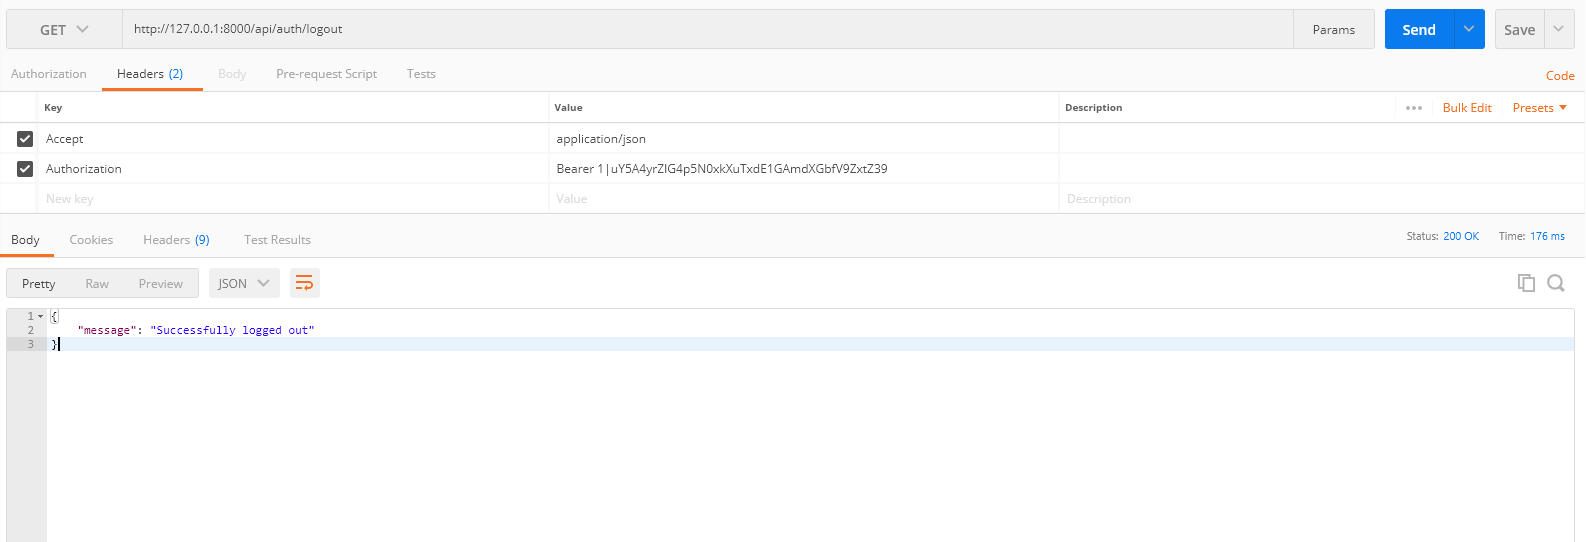 GET http://127.0.0.1:8000/api/auth/logout Params Send Save
Authorization Headers (2) Body Pre-request Script Tests Code
Key Value Description ••• Bulk Edit Presets
Accept application/json
Authorization Bearer 1|uY5A4yrZIG4p5N0xkXuTxdE1GAmdXGbfV9ZxtZ39
New key Value Description
Body Cookies Headers (9) Test Results Status: 200 OK Time: 176 ms
Pretty Raw Preview JSON
1 {
2 "message": "Successfully logged out"
3 }